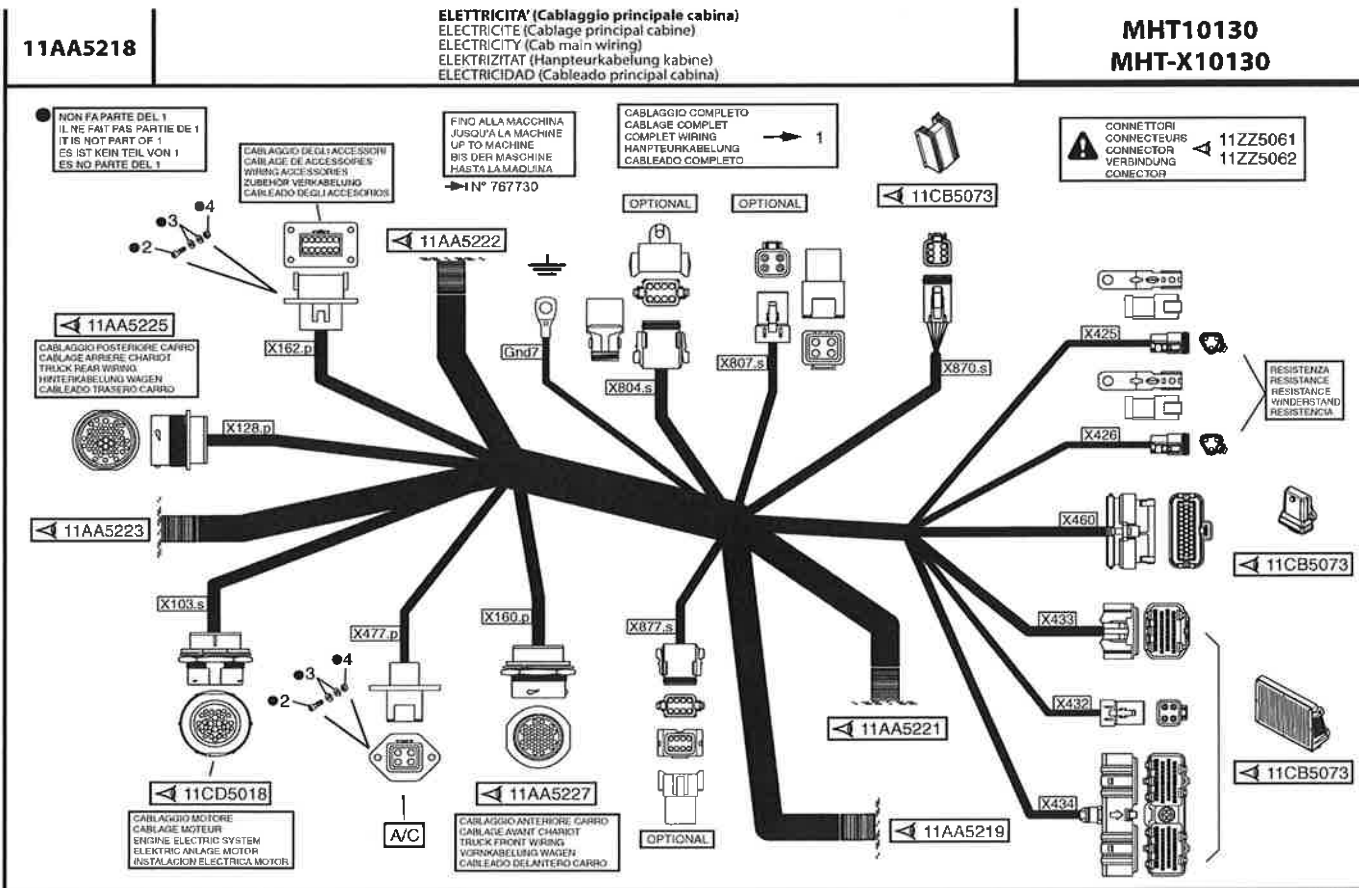 11AA5218
ELETTRICITA' (Cablaggio principale cabina)
ELECTRICITE (Cablage principal cabine)
ELECTRICITY (Cab main wiring)
ELEKTRIZITAT (Hanpteurkabelung kabine)
ELECTRICIDAD (Cableado principal cabina)
MHT10130
MHT-X10130
NON FA PARTE DEL 1
IL NE FAIT PAS PARTIE DE 1
IT IS NOT PART OF 1
ES IST KEIN TEIL VON 1
ES NO PARTE DEL 1
CABLAGGIO DEGLI ACCESSORI
CABLAGE DE ACCESSOIRES
WIRING ACCESSORIES
ZUBEHÖR VERKABELUNG
CABLEADO DEGLI ACCESORIOS
FINO ALLA MACCHINA
JUSQU'A LA MACHINE
UP TO MACHINE
BIS DER MASCHINE
HASTA LA MAQUINA
N° 767730
CABLAGGIO COMPLETO
CABLAGE COMPLET
COMPLET WIRING
HANPTEURKABELUNG
CABLEADO COMPLETO
1
11CB5073
CONNETTORI
CONNECTEURS
CONNECTOR
VERBINDUNG
CONECTOR
11ZZ5061
11ZZ5062
OPTIONAL
OPTIONAL
4
3
2
11AA5222
11AA5225
CABLAGGIO POSTERIORE CARRO
CABLAGE ARRIERE CHARIOT
TRUCK REAR WIRING
HINTERKABELUNG WAGEN
CABLEADO TRASERO CARRO
X162.p
Gnd7
X804.s
X807.s
X870.s
X425
RESISTENZA
RESISTANCE
RESISTANCE
WINDERSTAND
RESISTENCIA
X128.p
X426
11AA5223
X460
11CB5073
X103.s
X477.p
X160.p
X877.s
X433
4
3
2
X432
11AA5221
11CB5073
11CD5018
CABLAGGIO MOTORE
CABLAGE MOTEUR
ENGINE ELECTRIC SYSTEM
ELEKTRIC ANLAGE MOTOR
INSTALACION ELECTRICA MOTOR
A/C
11AA5227
CABLAGGIO ANTERIORE CARRO
CABLAGE AVANT CHARIOT
TRUCK FRONT WIRING
VORNKABELUNG WAGEN
CABLEADO DELANTERO CARRO
OPTIONAL
X434
11AA5219